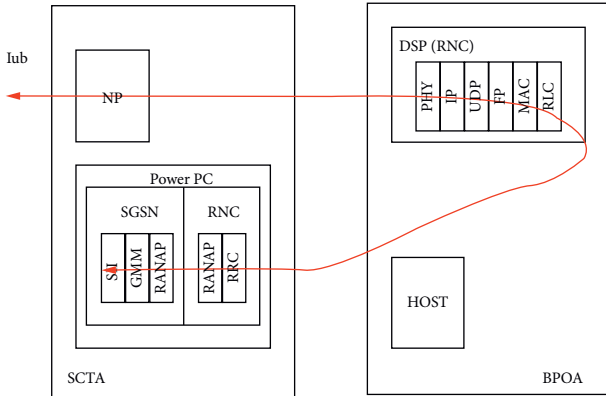 Iub
NP
DSP (RNC)
PHY
IP
UDP
FP
MAC
RLC
Power PC
SGSN
RNC
GMM
RANAP
RANAP
RRC
HOST
SCTA
BPOA